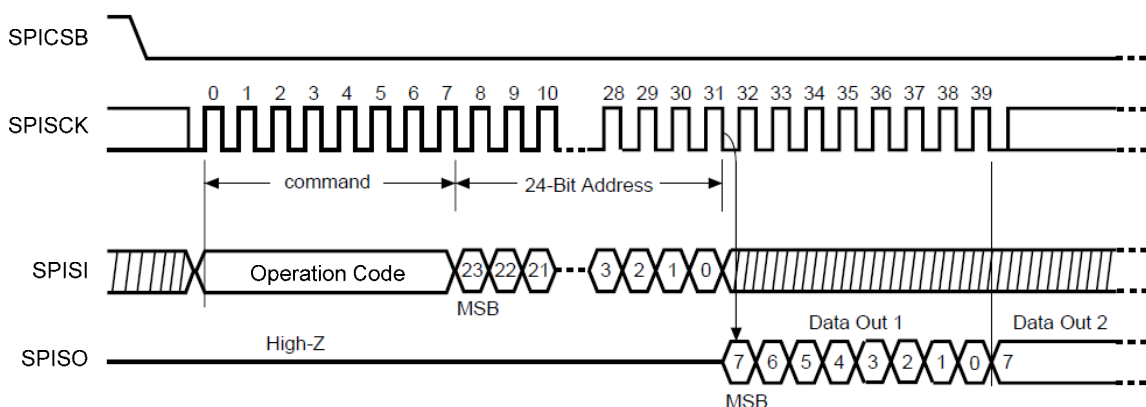 SPICSB
0 1 2 3 4 5 6 7 8 9 10 28 29 30 31 32 33 34 35 36 37 38 39
SPISCK
command 24-Bit Address
SPISI Operation Code 23 22 21 3 2 1 0
MSB
Data Out 1 Data Out 2
High-Z
SPISO 7 6 5 4 3 2 1 0 7
MSB